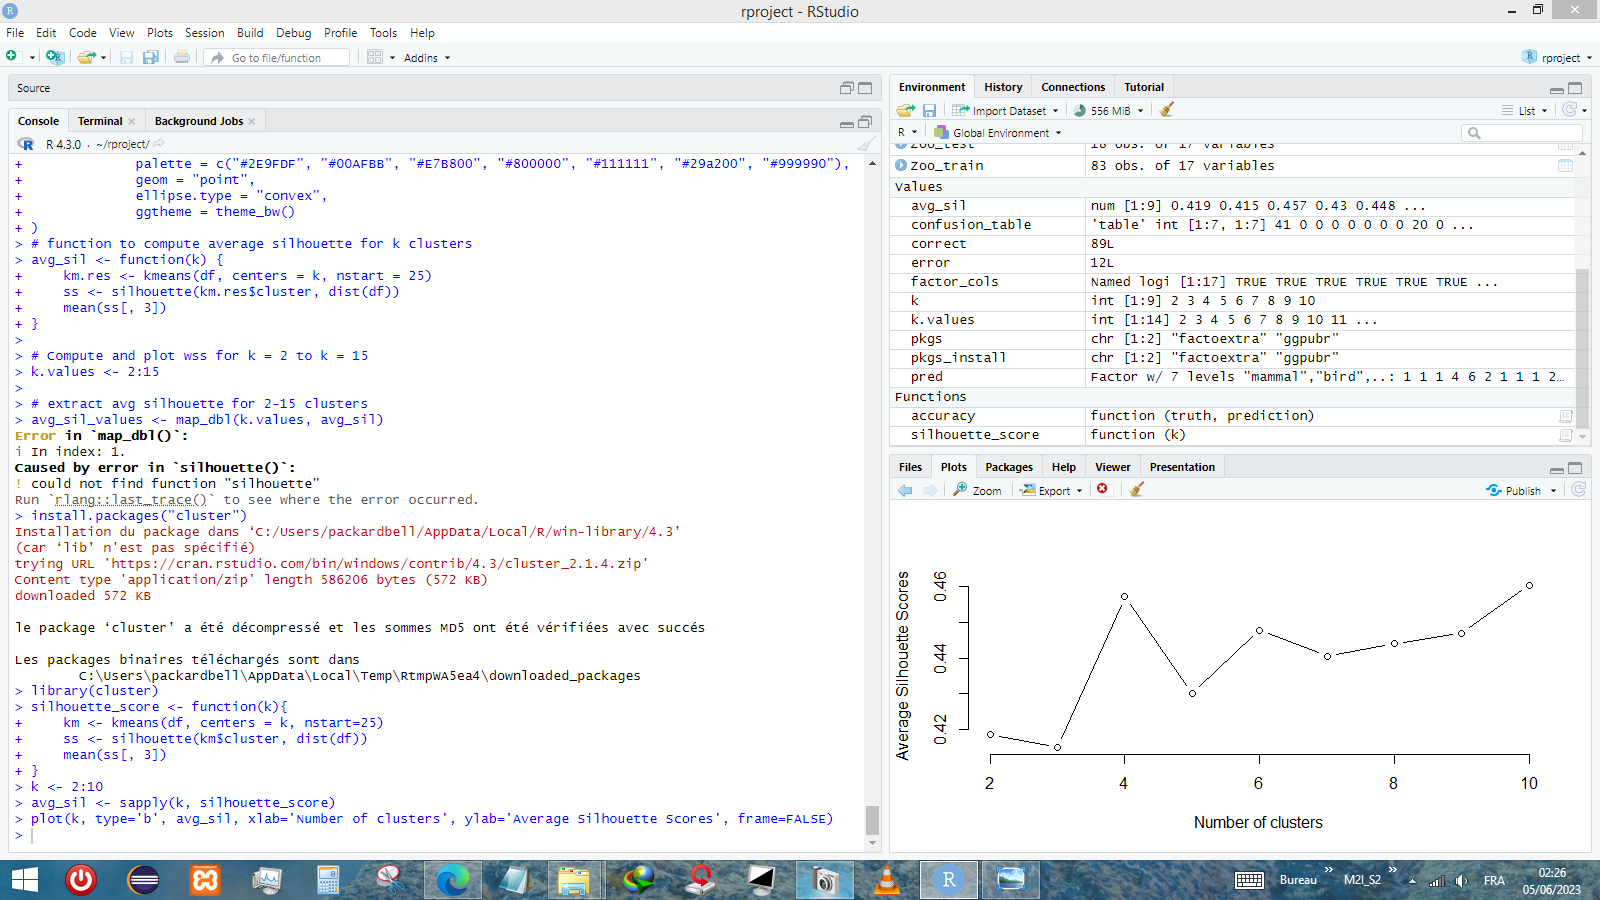 rproject - RStudio
File Edit Code View Plots Session Build Debug Profile Tools Help
Go to file/function Addins rproject
Source
Console Terminal Background Jobs
R 4.3.0 · ~/rproject/
+ palette = c("#2E9FDF", "#00AFBB", "#E7B800", "#800000", "#111111", "#29a200", "#999990"),
+ geom = "point",
+ ellipse.type = "convex",
+ ggtheme = theme_bw()
+ )
> # function to compute average silhouette for k clusters
> avg_sil <- function(k) {
+ km.res <- kmeans(df, centers = k, nstart = 25)
+ ss <- silhouette(km.res$cluster, dist(df))
+ mean(ss[, 3])
+ }
>
> # Compute and plot wss for k = 2 to k = 15
> k.values <- 2:15
>
> # extract avg silhouette for 2-15 clusters
> avg_sil_values <- map_dbl(k.values, avg_sil)
Error in `map_dbl()`:
i In index: 1.
Caused by error in `silhouette()`:
! could not find function "silhouette"
Run `rlang::last_trace()` to see where the error occurred.
> install.packages("cluster")
Installation du package dans ‘C:/Users/packardbell/AppData/Local/R/win-library/4.3’
(car ‘lib’ n'est pas spécifié)
trying URL 'https://cran.rstudio.com/bin/windows/contrib/4.3/cluster_2.1.4.zip'
Content type 'application/zip' length 586206 bytes (572 KB)
downloaded 572 KB
le package ‘cluster’ a été décompressé et les sommes MD5 ont été vérifiées avec succés
Les packages binaires téléchargés sont dans
C:\Users\packardbell\AppData\Local\Temp\RtmpWA5ea4\downloaded_packages
> library(cluster)
> silhouette_score <- function(k){
+ km <- kmeans(df, centers = k, nstart=25)
+ ss <- silhouette(km$cluster, dist(df))
+ mean(ss[, 3])
+ }
> k <- 2:10
> avg_sil <- sapply(k, silhouette_score)
> plot(k, type='b', avg_sil, xlab='Number of clusters', ylab='Average Silhouette Scores', frame=FALSE)
>
Environment History Connections Tutorial
Import Dataset 556 MiB List
R Global Environment
Zoo_test 18 obs. of 17 variables
Zoo_train 83 obs. of 17 variables
Values
avg_sil num [1:9] 0.419 0.415 0.457 0.43 0.448 ...
confusion_table 'table' int [1:7, 1:7] 41 0 0 0 0 0 0 0 20 0 ...
correct 89L
error 12L
factor_cols Named logi [1:17] TRUE TRUE TRUE TRUE TRUE TRUE ...
k int [1:9] 2 3 4 5 6 7 8 9 10
k.values int [1:14] 2 3 4 5 6 7 8 9 10 11 ...
pkgs chr [1:2] "factoextra" "ggpubr"
pkgs_install chr [1:2] "factoextra" "ggpubr"
pred Factor w/ 7 levels "mammal","bird",..: 1 1 1 4 6 2 1 1 1 2…
Functions
accuracy function (truth, prediction)
silhouette_score function (k)
Files Plots Packages Help Viewer Presentation
Zoom Export Publish
Average Silhouette Scores
0.46
0.44
0.42
2 4 6 8 10
Number of clusters
Bureau » M2I_S2 » FRA 02:26
05/06/2023